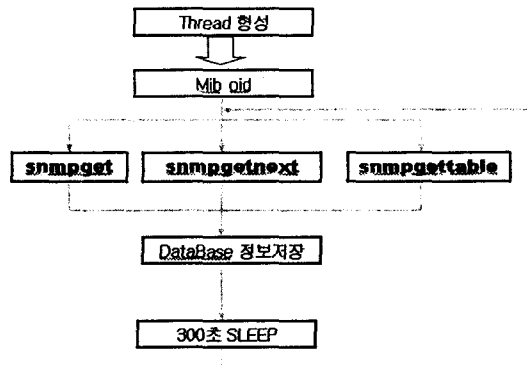 Thread 형성
Mib oid
snmpget snmpgetnext snmpgettable
DataBase 정보저장
300초 SLEEP